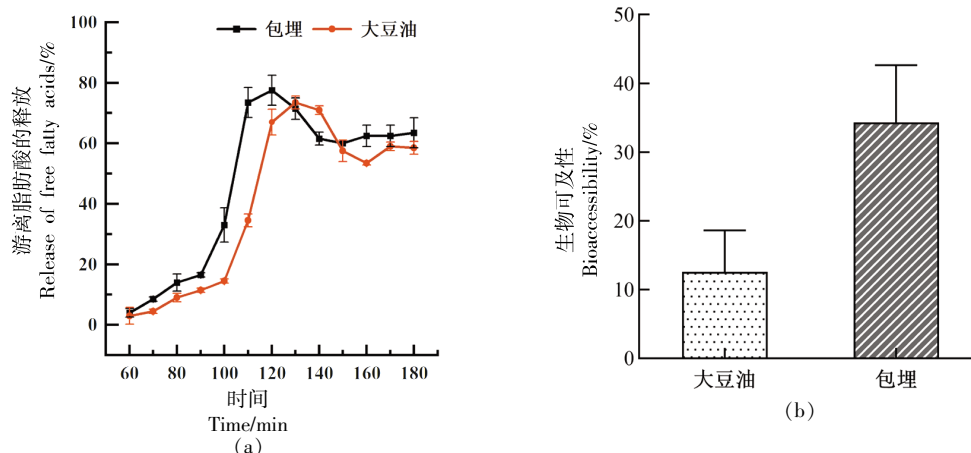 游离脂肪酸的释放
Release of free fatty acids/%
100
80
60
40
20
0
包埋
大豆油
60 80 100 120 140 160 180
时间
Time/min
(a)
生物可及性/%
Bioaccessibility/%
50
40
30
20
10
0
大豆油 包埋
(b)